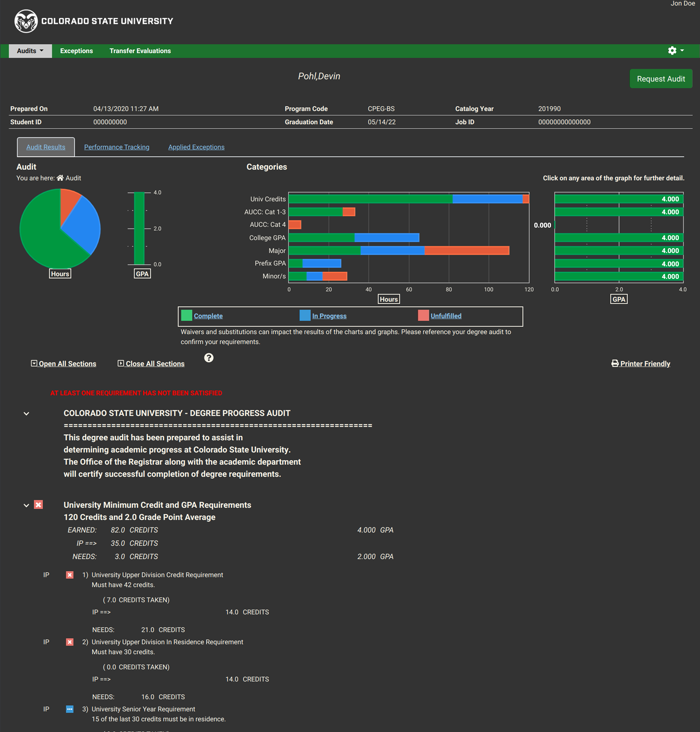 Jon Doe
COLORADO STATE UNIVERSITY
Audits Exceptions Transfer Evaluations
Pohl,Devin
Request Audit
Prepared On 04/13/2020 11:27 AM Program Code CPEG-BS Catalog Year 201990
Student ID 000000000 Graduation Date 05/14/22 Job ID 00000000000000
Audit Results Performance Tracking Applied Exceptions
Audit Categories
You are here: Audit Click on any area of the graph for further detail.
4.0
2.0
0.0
Hours GPA
Univ Credits 4.000
AUCC: Cat 1-3 4.000
AUCC: Cat 4 0.000
College GPA 4.000
Major 4.000
Prefix GPA 4.000
Minor/s 4.000
0 20 40 60 80 100 120 0.0 2.0 4.0
Hours GPA
Complete In Progress Unfulfilled
Waivers and substitutions can impact the results of the charts and graphs. Please reference your degree audit to
confirm your requirements.
Open All Sections Close All Sections ? Printer Friendly
AT LEAST ONE REQUIREMENT HAS NOT BEEN SATISFIED
COLORADO STATE UNIVERSITY - DEGREE PROGRESS AUDIT
=================================================================
This degree audit has been prepared to assist in
determining academic progress at Colorado State University.
The Office of the Registrar along with the academic department
will certify successful completion of degree requirements.
University Minimum Credit and GPA Requirements
120 Credits and 2.0 Grade Point Average
EARNED: 82.0 CREDITS 4.000 GPA
IP ==> 35.0 CREDITS
NEEDS: 3.0 CREDITS 2.000 GPA
IP 1) University Upper Division Credit Requirement
Must have 42 credits.
( 7.0 CREDITS TAKEN)
IP ==> 14.0 CREDITS
NEEDS: 21.0 CREDITS
IP 2) University Upper Division In Residence Requirement
Must have 30 credits.
( 0.0 CREDITS TAKEN)
IP ==> 14.0 CREDITS
NEEDS: 16.0 CREDITS
IP 3) University Senior Year Requirement
15 of the last 30 credits must be in residence.